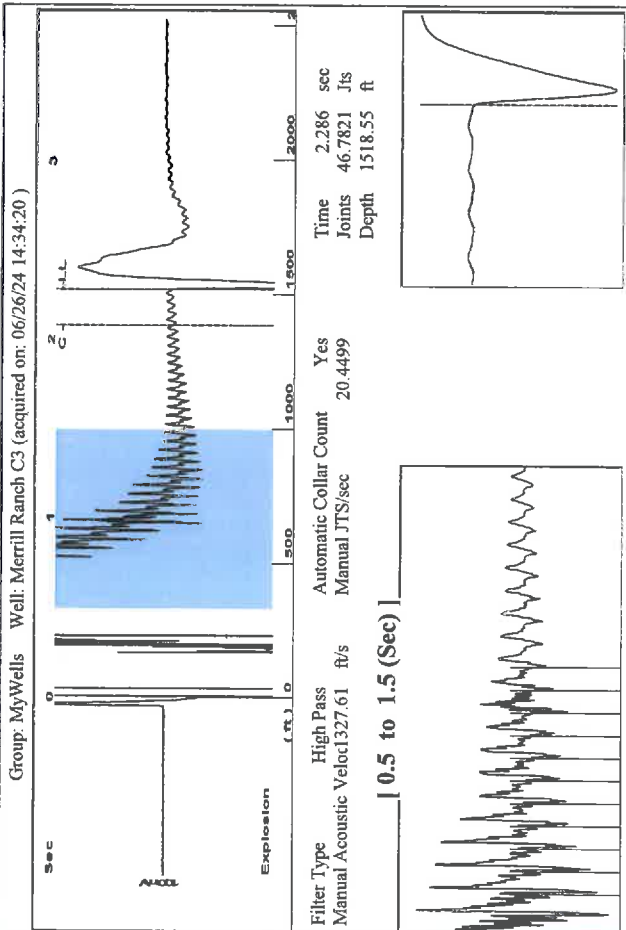 Group: MyWells Well: Merrill Ranch C3 (acquired on: 06/26/24 14:34:20 )
Sec
0
1
2
3
C
LL
Explosion
( ft )
0
500
1000
1500
2000
Filter Type High Pass
Manual Acoustic Veloc1327.61 ft/s
Automatic Collar Count Yes
Manual JTS/sec 20.4499
Time 2.286 sec
Joints 46.7821 Jts
Depth 1518.55 ft
[ 0.5 to 1.5 (Sec) ]